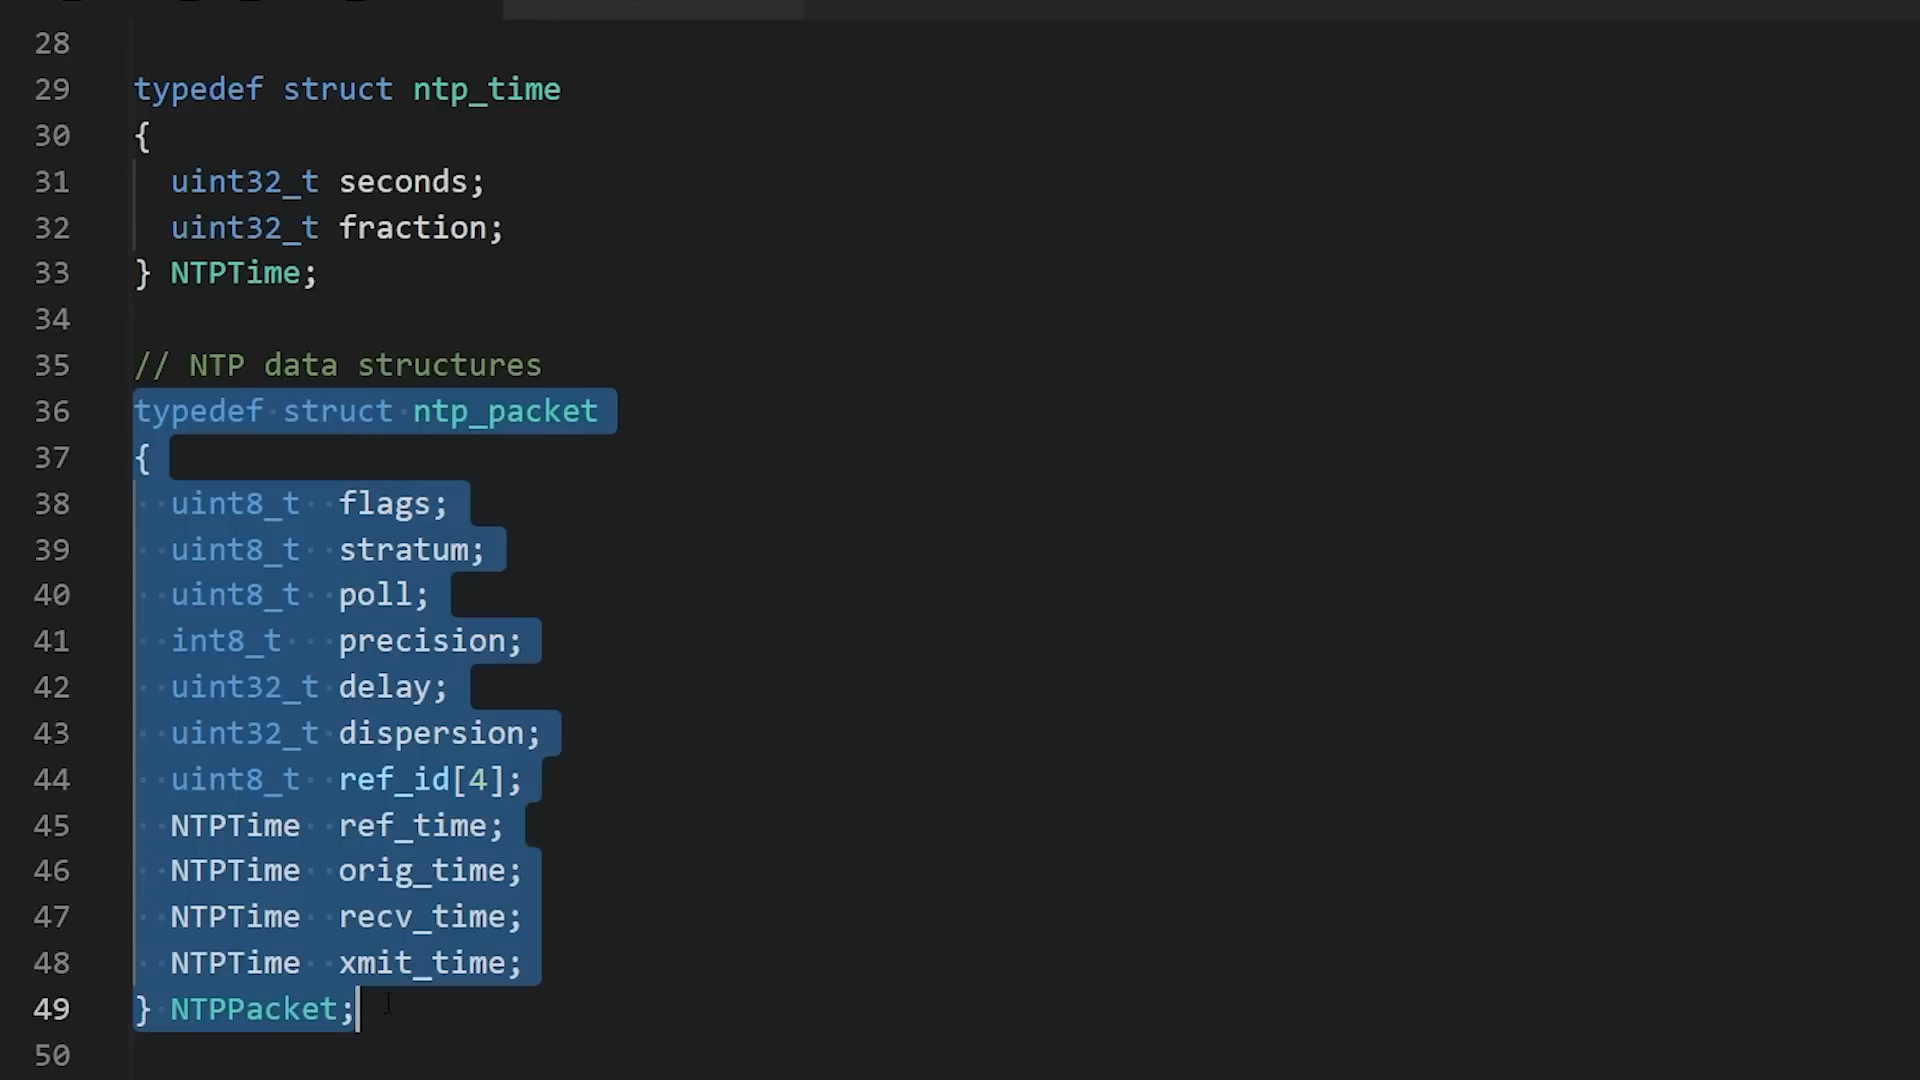 28
29 typedef struct ntp_time
30 {
31 uint32_t seconds;
32 uint32_t fraction;
33 } NTPTime;
34
35 // NTP data structures
36 typedef struct ntp_packet
37 {
38 uint8_t flags;
39 uint8_t stratum;
40 uint8_t poll;
41 int8_t precision;
42 uint32_t delay;
43 uint32_t dispersion;
44 uint8_t ref_id[4];
45 NTPTime ref_time;
46 NTPTime orig_time;
47 NTPTime recv_time;
48 NTPTime xmit_time;
49 } NTPPacket;
50